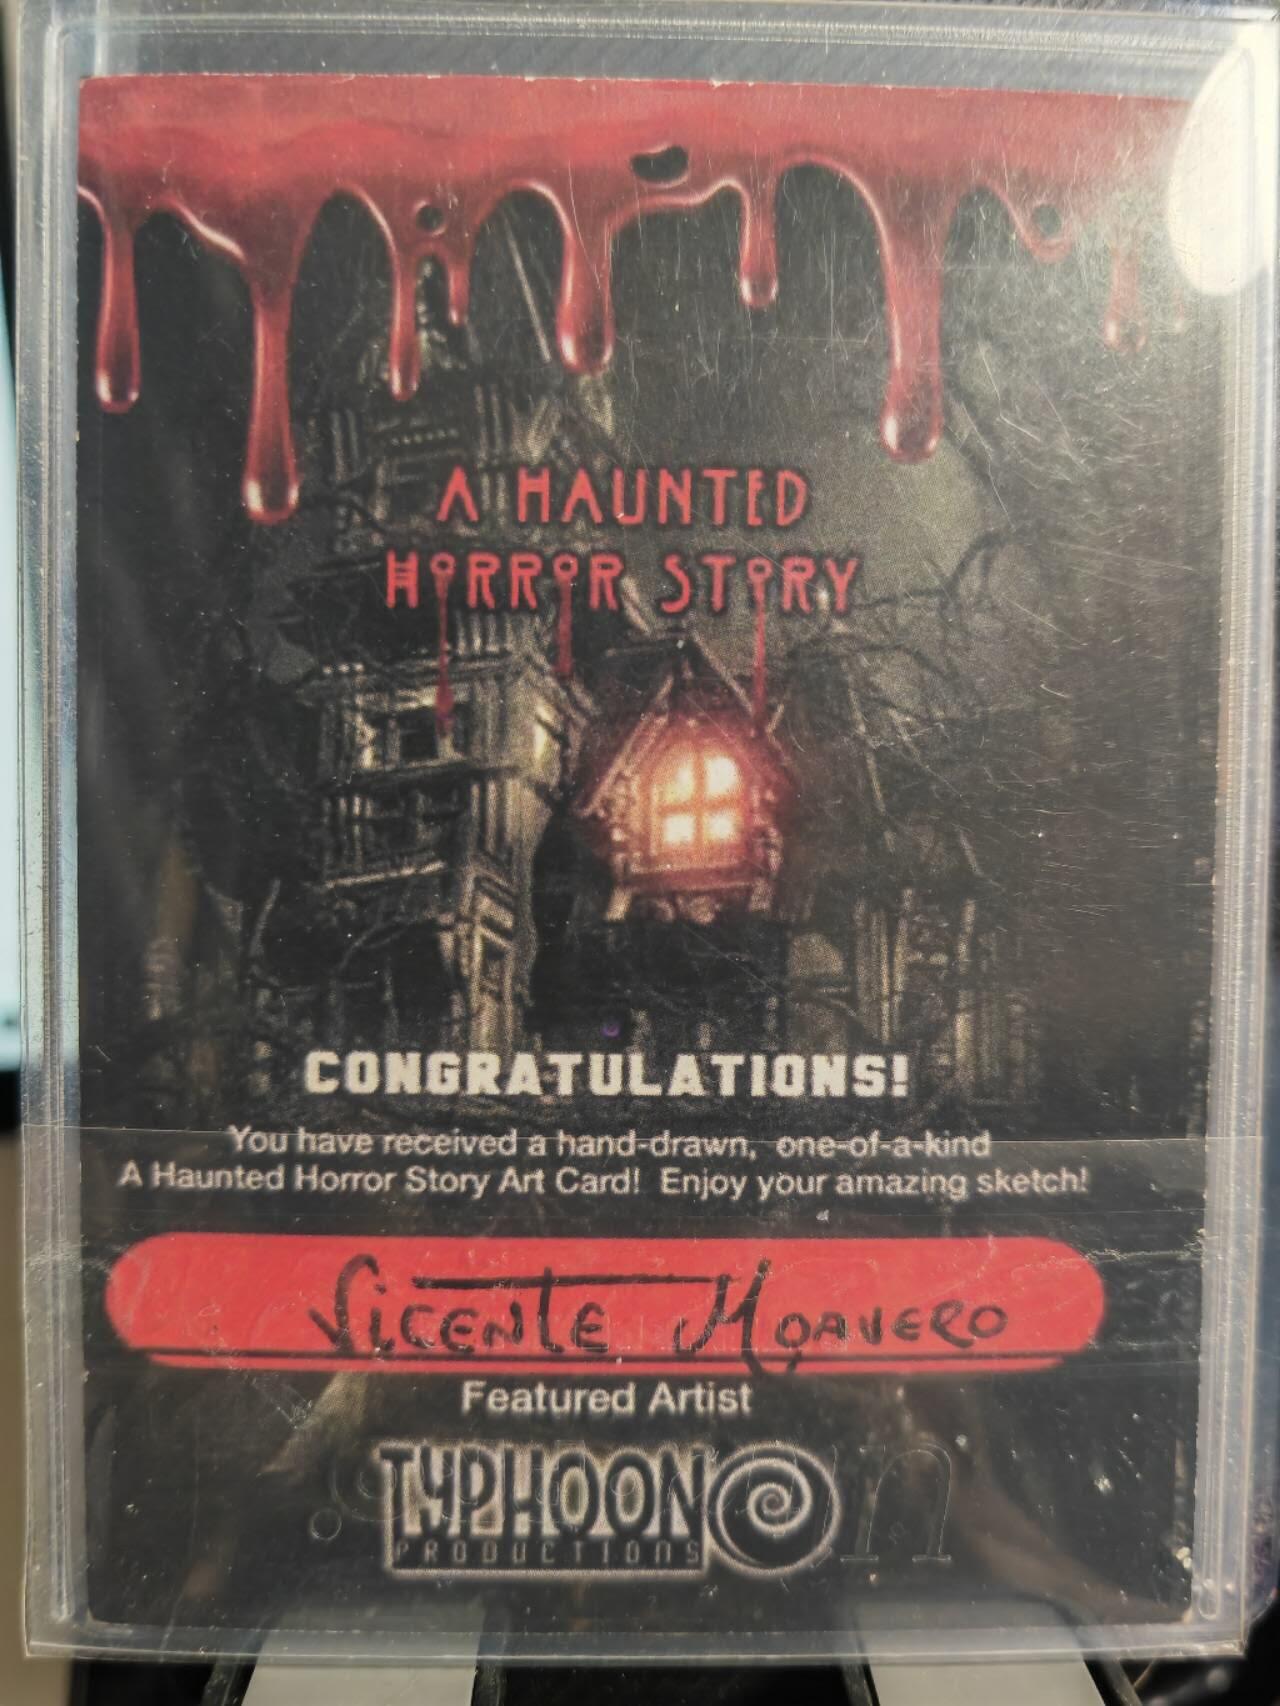 A HAUNTED
HORROR STORY
CONGRATULATIONS!
You have received a hand-drawn, one-of-a-kind
A Haunted Horror Story Art Card! Enjoy your amazing sketch!
Vicente Moavero
Featured Artist
TYPHOON
PRODUCTIONS